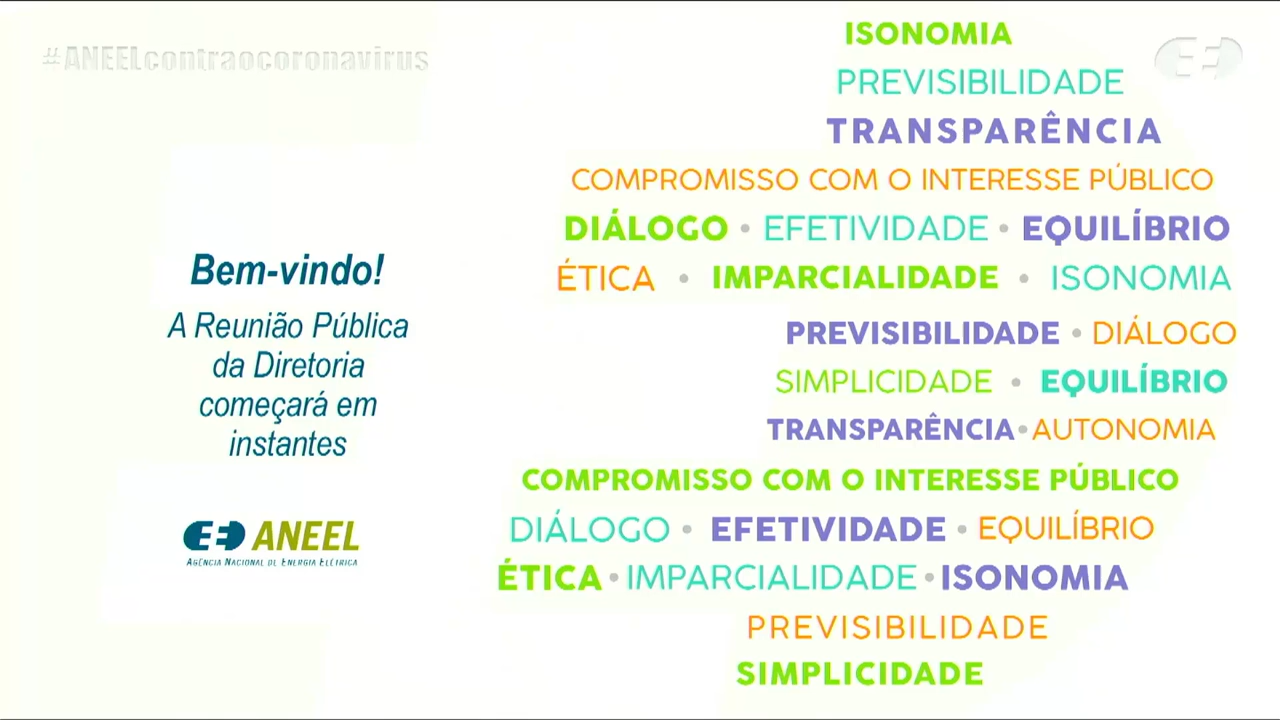 #ANEELcontraocoronavirus
Bem-vindo!
A Reunião Pública
da Diretoria
começará em
instantes
ANEEL
AGÊNCIA NACIONAL DE ENERGIA ELÉTRICA
ISONOMIA
PREVISIBILIDADE
TRANSPARÊNCIA
COMPROMISSO COM O INTERESSE PÚBLICO
DIÁLOGO • EFETIVIDADE • EQUILÍBRIO
ÉTICA • IMPARCIALIDADE • ISONOMIA
PREVISIBILIDADE • DIÁLOGO
SIMPLICIDADE • EQUILÍBRIO
TRANSPARÊNCIA • AUTONOMIA
COMPROMISSO COM O INTERESSE PÚBLICO
DIÁLOGO • EFETIVIDADE • EQUILÍBRIO
ÉTICA • IMPARCIALIDADE • ISONOMIA
PREVISIBILIDADE
SIMPLICIDADE